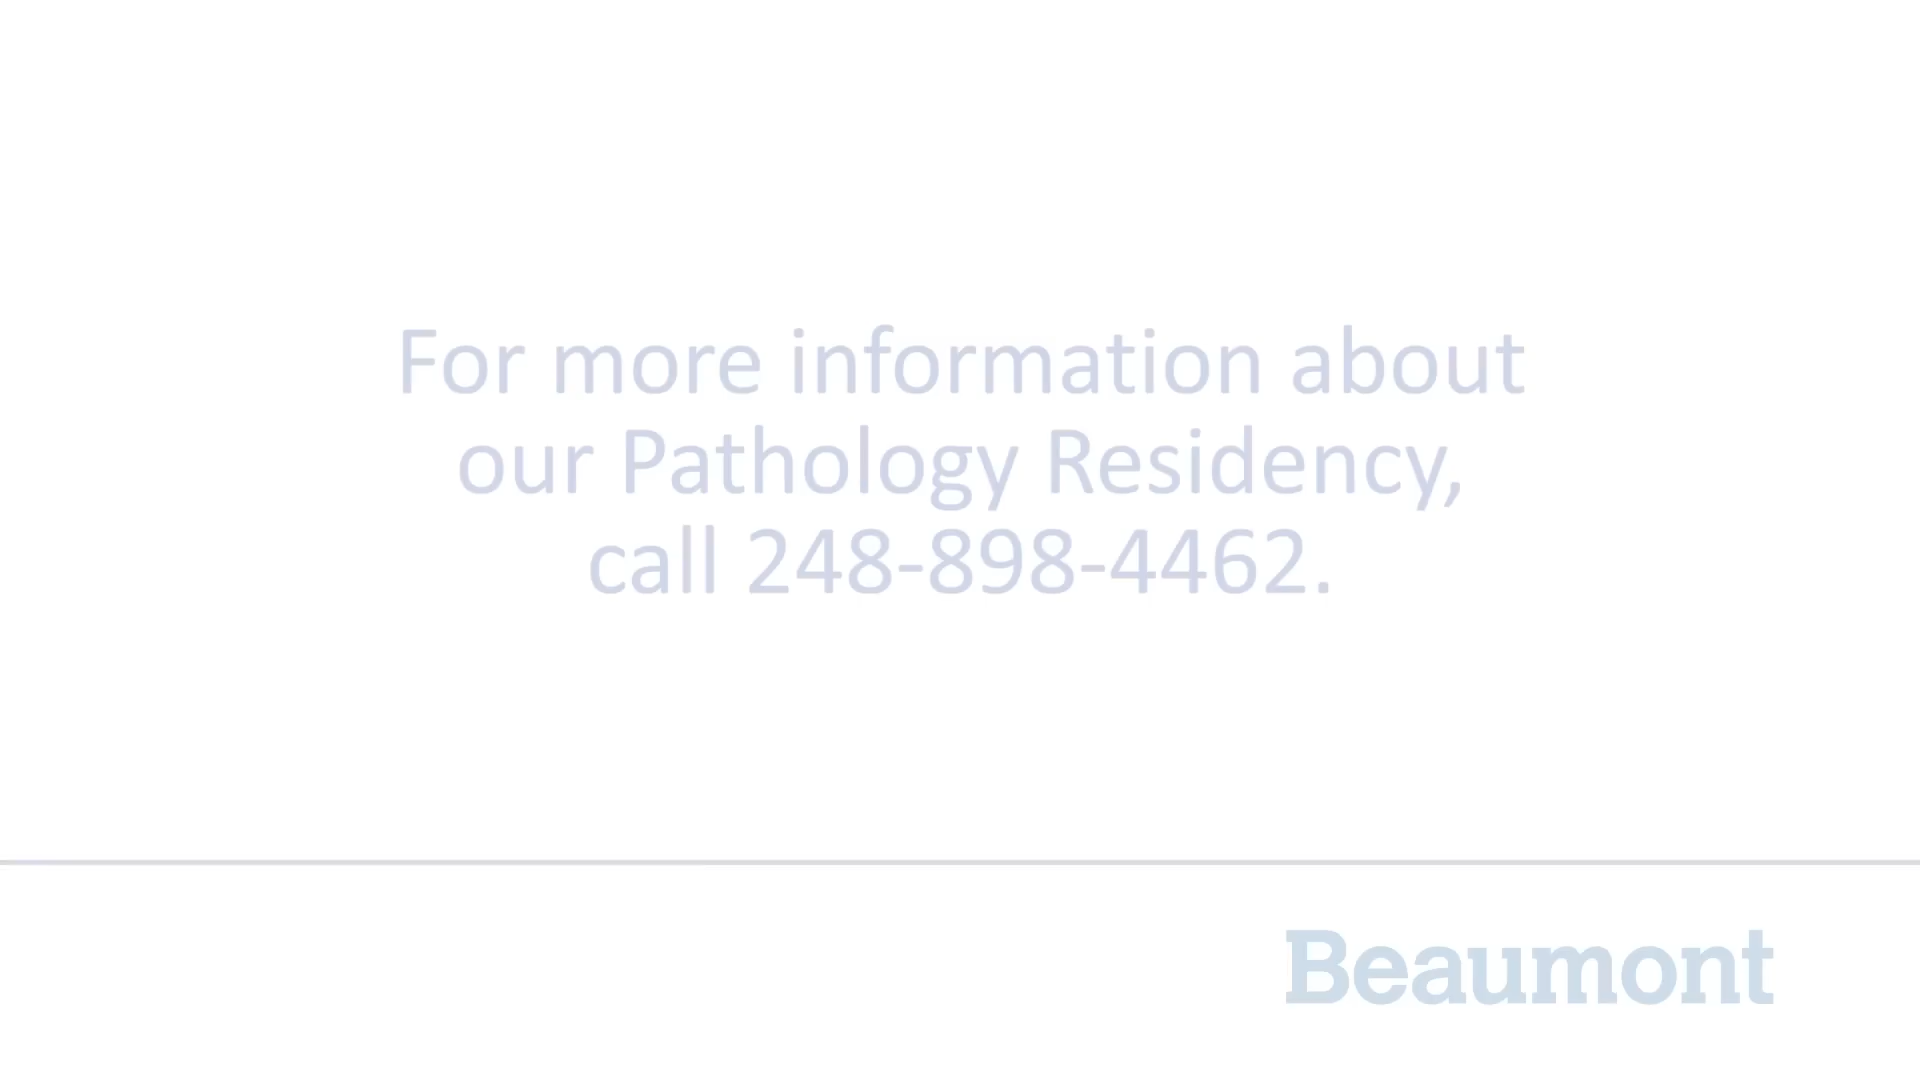 For more information about
our Pathology Residency,
call 248-898-4462.
Beaumont